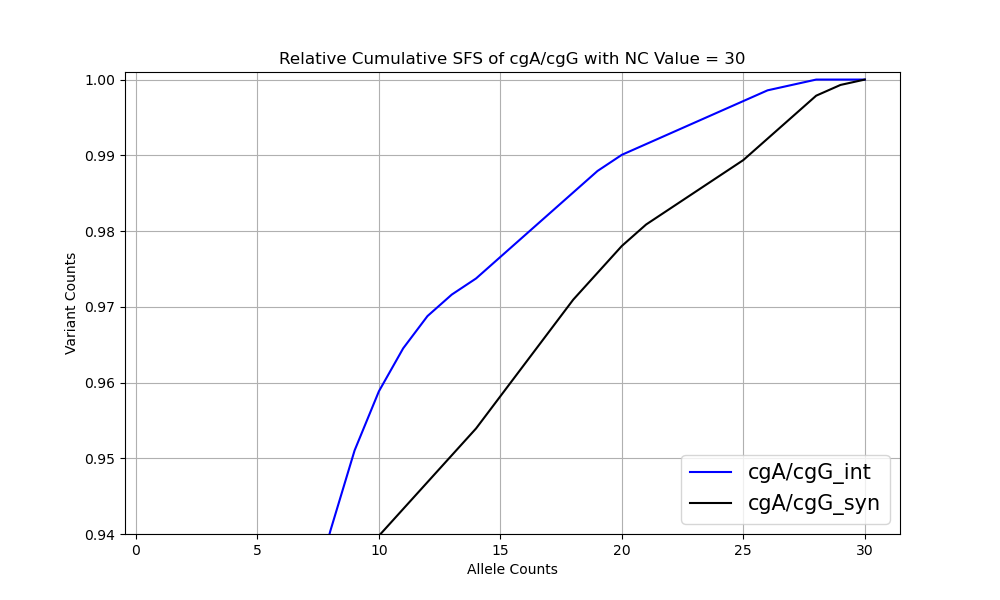 Relative Cumulative SFS of cgA/cgG with NC Value = 30
Variant Counts
1.00
0.99
0.98
0.97
0.96
0.95
0.94
0 5 10 15 20 25 30
Allele Counts
cgA/cgG_int
cgA/cgG_syn